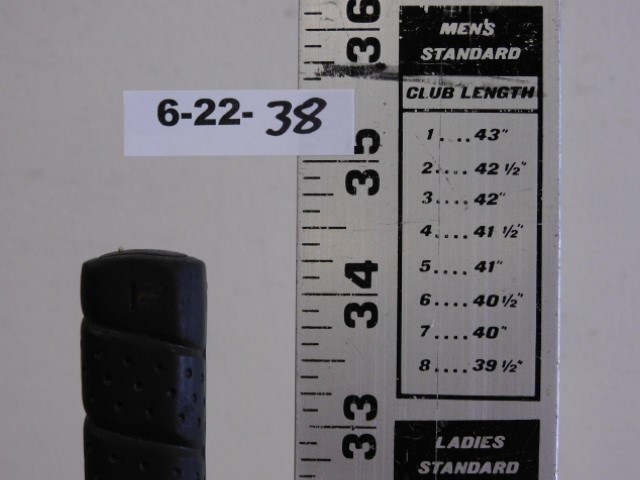 36
MEN'S
STANDARD
CLUB LENGTH
6-22-38
35
1....43"
2....42 1/2"
3....42"
4....41 1/2"
34
5....41"
6....40 1/2"
7....40"
8....39 1/2"
33
LADIES
STANDARD